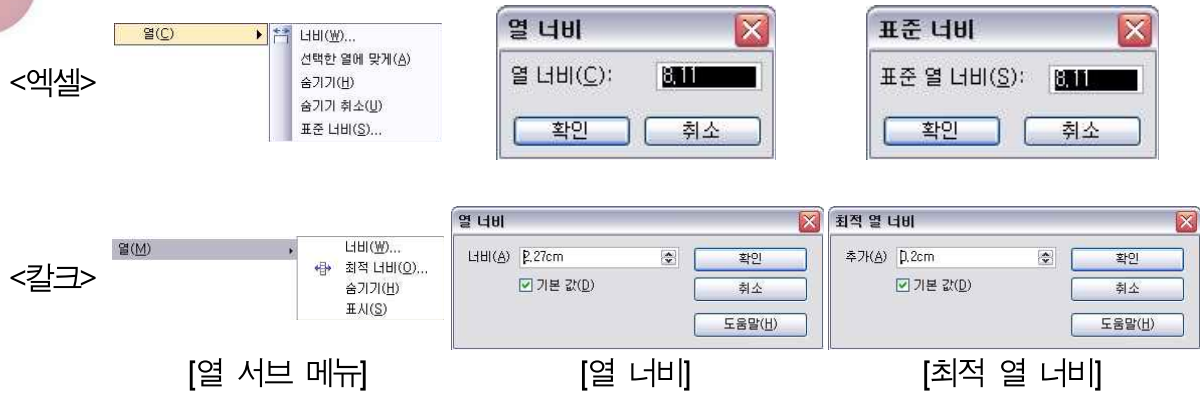 <엑셀>
열(C)
너비(W)...
선택한 열에 맞게(A)
숨기기(H)
숨기기 취소(U)
표준 너비(S)...
열 너비
열 너비(C): 8.11
확인 취소
표준 너비
표준 열 너비(S): 8.11
확인 취소
<칼크>
열(M)
너비(W)...
최적 너비(O)...
숨기기(H)
표시(S)
열 너비
너비(A) 2.27cm 확인
기본 값(D) 취소
도움말(H)
최적 열 너비
추가(A) 0.2cm 확인
기본 값(D) 취소
도움말(H)
[열 서브 메뉴] [열 너비] [최적 열 너비]